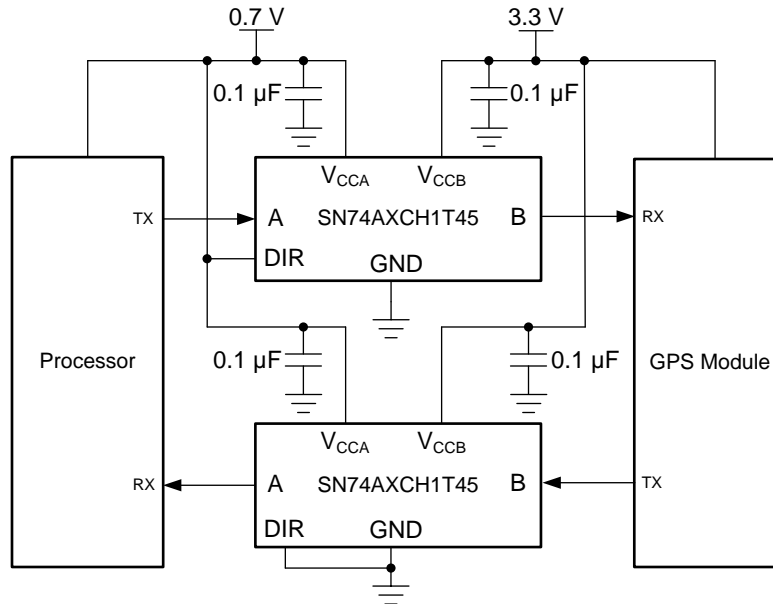 0.7 V
3.3 V
0.1 µF
0.1 µF
VCCA
VCCB
TX
A
SN74AXCH1T45
B
RX
DIR
GND
Processor
0.1 µF
0.1 µF
GPS Module
VCCA
VCCB
RX
A
SN74AXCH1T45
B
TX
DIR
GND